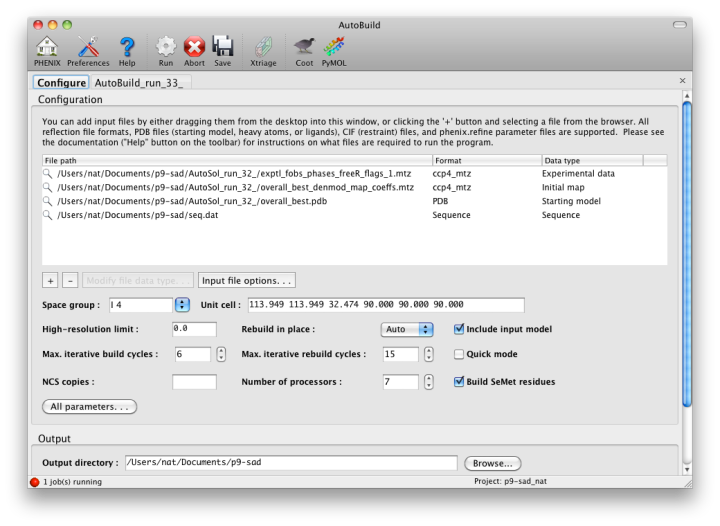 AutoBuild
PHENIX Preferences Help Run Abort Save Xtriage Coot PyMOL
Configure AutoBuild_run_33_
Configuration
You can add input files by either dragging them from the desktop into this window, or clicking the '+' button and selecting a file from the browser. All
reflection file formats, PDB files (starting model, heavy atoms, or ligands), CIF (restraint) files, and phenix.refine parameter files are supported. Please see
the documentation ("Help" button on the toolbar) for instructions on what files are required to run the program.
File path Format Data type
/Users/nat/Documents/p9-sad/AutoSol_run_32_/exptl_fobs_phases_freeR_flags_1.mtz ccp4_mtz Experimental data
/Users/nat/Documents/p9-sad/AutoSol_run_32_/overall_best_denmod_map_coeffs.mtz ccp4_mtz Initial map
/Users/nat/Documents/p9-sad/AutoSol_run_32_/overall_best.pdb PDB Starting model
/Users/nat/Documents/p9-sad/seq.dat Sequence Sequence
+ - Modify file data type. . . Input file options. . .
Space group : I 4 Unit cell : 113.949 113.949 32.474 90.000 90.000 90.000
High-resolution limit : 0.0 Rebuild in place : Auto Include input model
Max. iterative build cycles : 6 Max. iterative rebuild cycles : 15 Quick mode
NCS copies : Number of processors : 7 Build SeMet residues
All parameters. . .
Output
Output directory : /Users/nat/Documents/p9-sad Browse...
1 job(s) running Project: p9-sad_nat